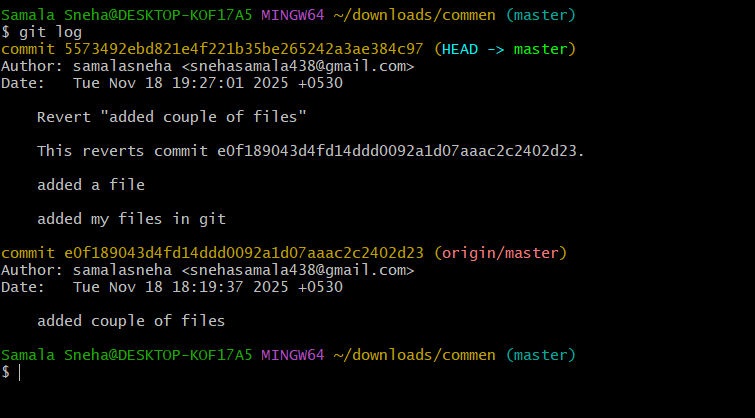 Samala Sneha@DESKTOP-KOF17A5 MINGW64 ~/downloads/commen (master)
$ git log
commit 5573492ebd821e4f221b35be265242a3ae384c97 (HEAD -> master)
Author: samalasneha <snehasamala438@gmail.com>
Date:   Tue Nov 18 19:27:01 2025 +0530
    Revert "added couple of files"
    This reverts commit e0f189043d4fd14ddd0092a1d07aaac2c2402d23.
    added a file
    added my files in git
commit e0f189043d4fd14ddd0092a1d07aaac2c2402d23 (origin/master)
Author: samalasneha <snehasamala438@gmail.com>
Date:   Tue Nov 18 18:19:37 2025 +0530
    added couple of files
Samala Sneha@DESKTOP-KOF17A5 MINGW64 ~/downloads/commen (master)
$